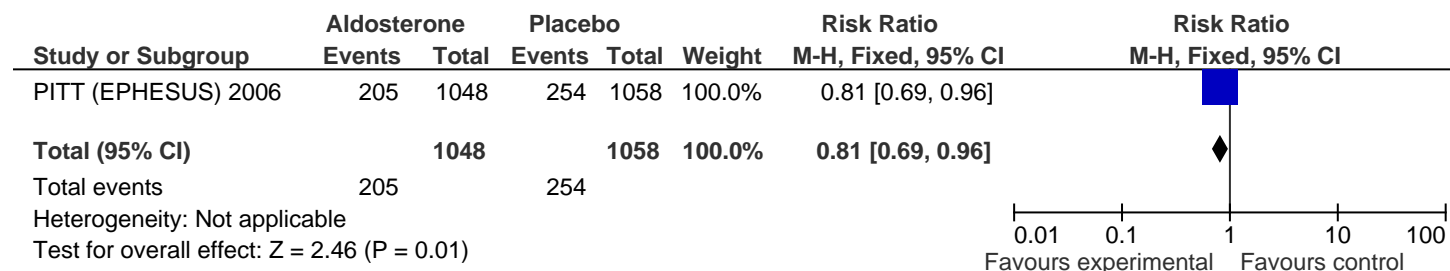 Aldosterone Placebo Risk Ratio Risk Ratio
Study or Subgroup Events Total Events Total Weight M-H, Fixed, 95% CI M-H, Fixed, 95% CI
PITT (EPHESUS) 2006 205 1048 254 1058 100.0% 0.81 [0.69, 0.96]
Total (95% CI) 1048 1058 100.0% 0.81 [0.69, 0.96]
Total events 205 254
Heterogeneity: Not applicable
Test for overall effect: Z = 2.46 (P = 0.01)
0.01 0.1 1 10 100
Favours experimental Favours control